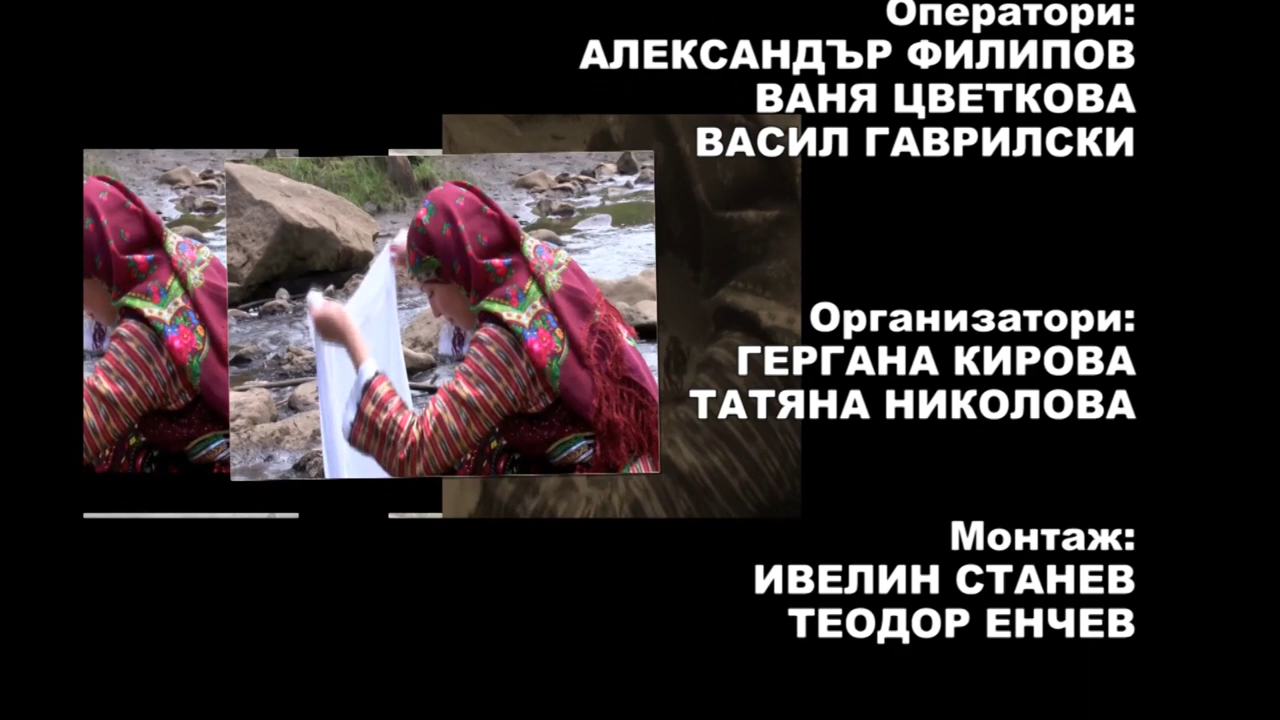 Оператори:
АЛЕКСАНДЪР ФИЛИПОВ
ВАНЯ ЦВЕТКОВА
ВАСИЛ ГАВРИЛСКИ
Организатори:
ГЕРГАНА КИРОВА
ТАТЯНА НИКОЛОВА
Монтаж:
ИВЕЛИН СТАНЕВ
ТЕОДОР ЕНЧЕВ